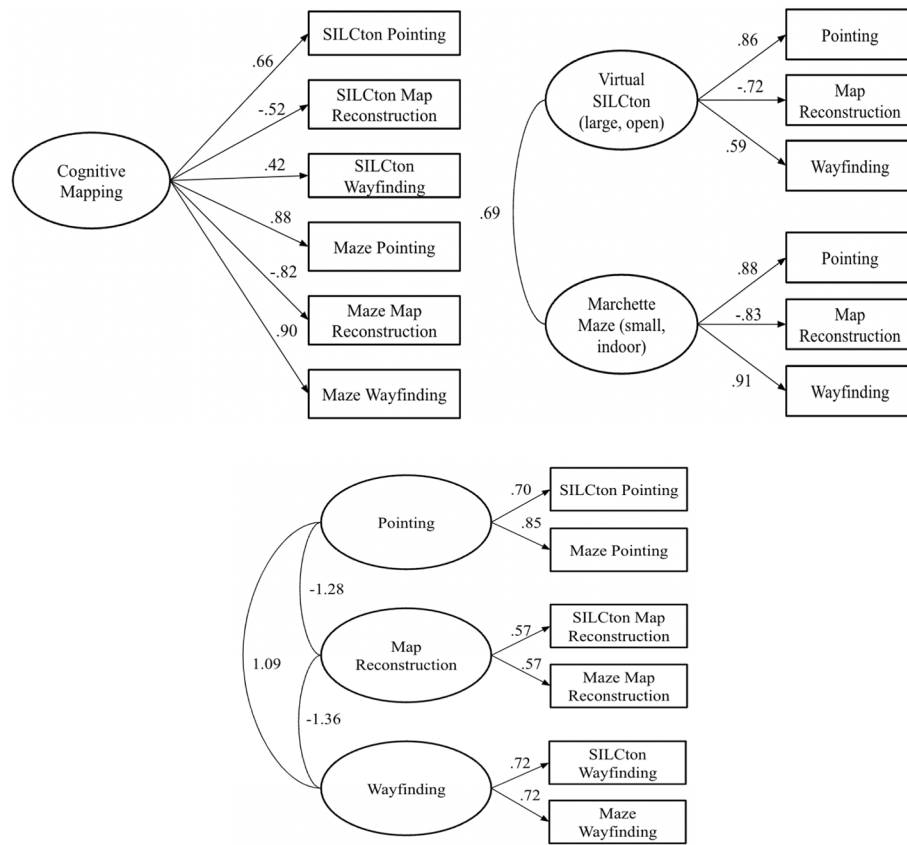 Cognitive
Mapping
.66
-.52
.42
.88
-.82
.90
SILCton Pointing
SILCton Map
Reconstruction
SILCton
Wayfinding
Maze Pointing
Maze Map
Reconstruction
Maze Wayfinding
.69
Virtual
SILCton
(large, open)
.86
-.72
.59
Pointing
Map
Reconstruction
Wayfinding
Marchette
Maze (small,
indoor)
.88
-.83
.91
Pointing
Map
Reconstruction
Wayfinding
1.09
-1.28
-1.36
Pointing
.70
.85
SILCton Pointing
Maze Pointing
Map
Reconstruction
.57
.57
SILCton Map
Reconstruction
Maze Map
Reconstruction
Wayfinding
.72
.72
SILCton
Wayfinding
Maze
Wayfinding